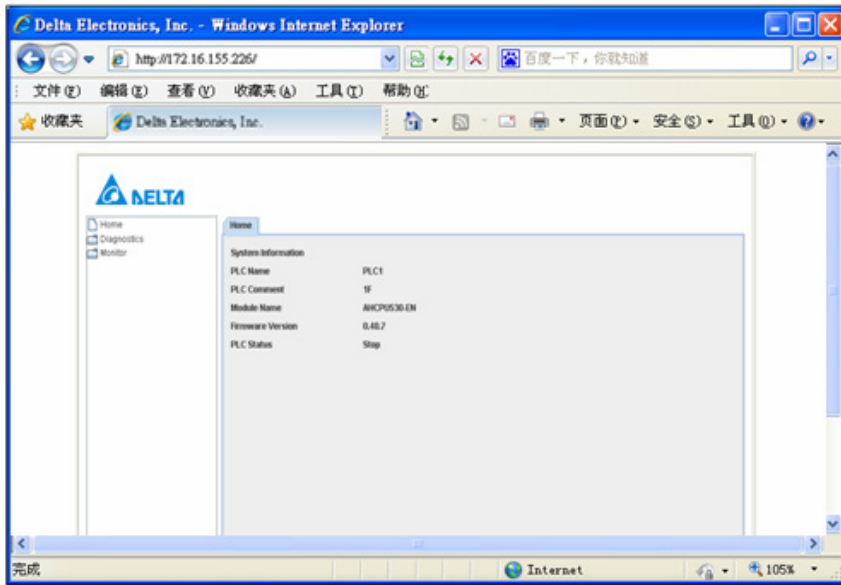 Delta Electronics, Inc. - Windows Internet Explorer
http://172.16.155.226/
百度一下，你就知道
文件(F) 编辑(E) 查看(V) 收藏夹(A) 工具(T) 帮助(H)
收藏夹 Delta Electronics, Inc. 页面(P) 安全(S) 工具(O)
DELTA
Home
Diagnostics
Monitor
Home
System Information
PLC Name PLC1
PLC Comment 1F
Module Name AHCPU530-EN
Firmware Version 0.48.7
PLC Status Stop
完成 Internet 105%